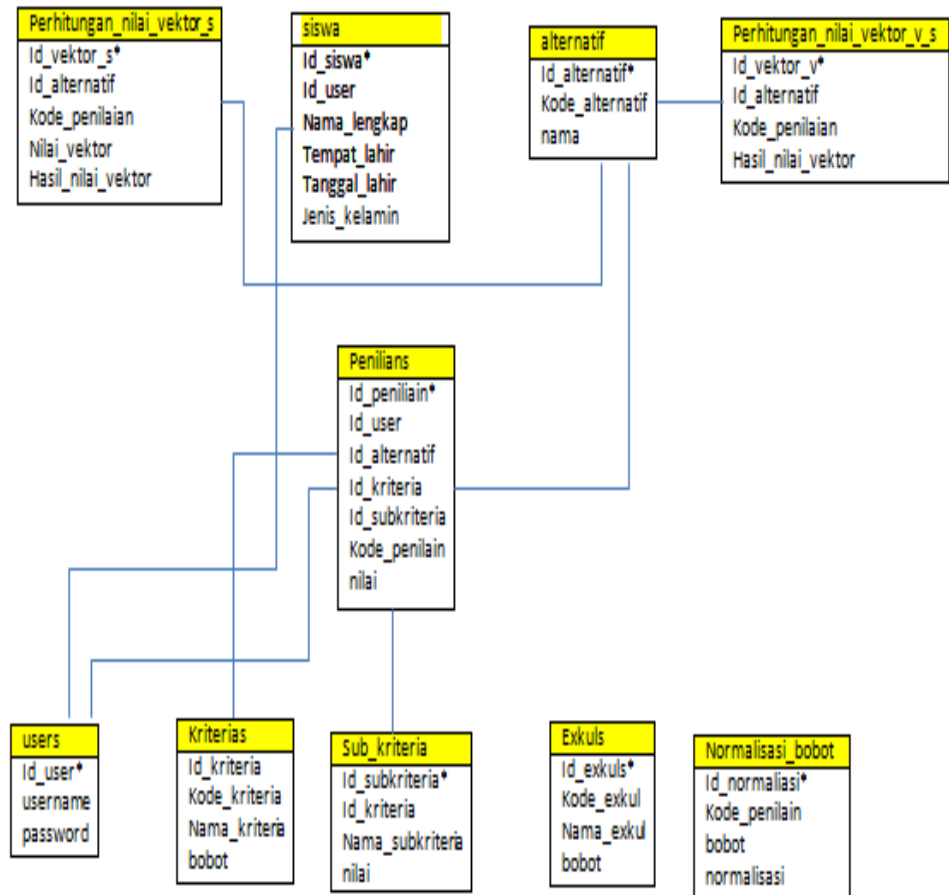 Perhitungan_nilai_vektor_s
Id_vektor_s*
Id_alternatif
Kode_penilaian
Nilai_vektor
Hasil_nilai_vektor
siswa
Id_siswa*
Id_user
Nama_lengkap
Tempat_lahir
Tanggal_lahir
Jenis_kelamin
alternatif
Id_alternatif*
Kode_alternatif
nama
Perhitungan_nilai_vektor_v_s
Id_vektor_v*
Id_alternatif
Kode_penilaian
Hasil_nilai_vektor
Penilians
Id_peniliain*
Id_user
Id_alternatif
Id_kriteria
Id_subkriteria
Kode_penilain
nilai
users
Id_user*
username
password
Kriterias
Id_kriteria
Kode_kriteria
Nama_kriteria
bobot
Sub_kriteria
Id_subkriteria*
Id_kriteria
Nama_subkriteria
nilai
Exkuls
Id_exkuls*
Kode_exkul
Nama_exkul
bobot
Normalisasi_bobot
Id_normaliasi*
Kode_penilain
bobot
normalisasi